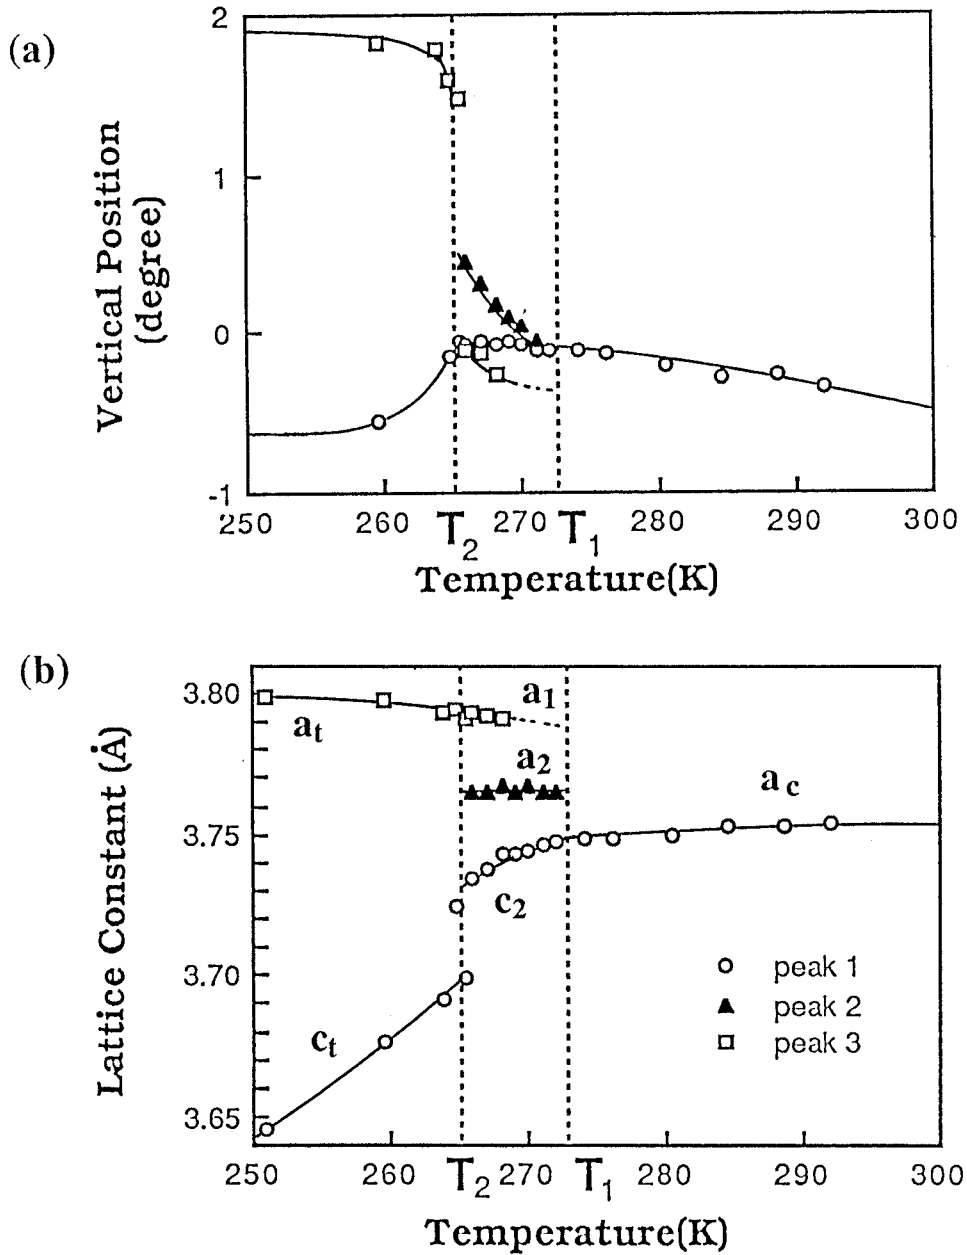 (a)
2
1
0
-1
Vertical Position
(degree)
250 260 T2 270 T1 280 290 300
Temperature(K)
(b)
3.80
3.75
3.70
3.65
Lattice Constant (Å)
at
a1
a2
ac
c2
ct
peak 1
peak 2
peak 3
250 260 T2 270 T1 280 290 300
Temperature(K)